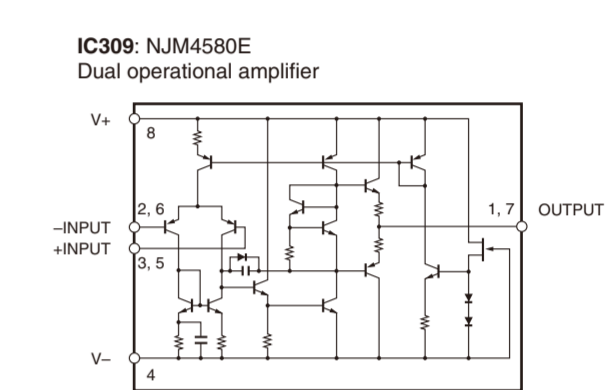 IC309: NJM4580E
Dual operational amplifier
V+
8
2, 6
1, 7
OUTPUT
–INPUT
+INPUT
3, 5
V–
4